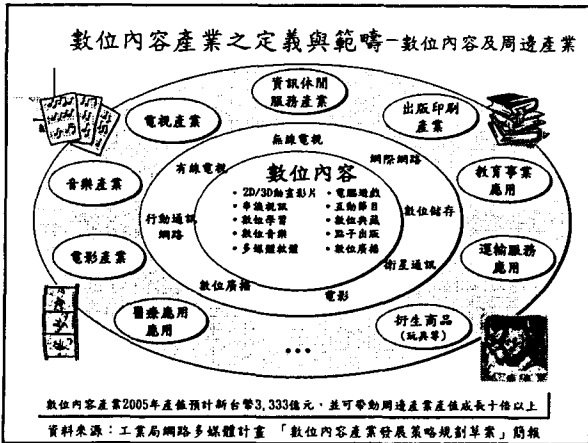 數位內容產業之定義與範疇－數位內容及周邊產業
資訊休閒
服務產業
電視產業
出版印刷
產業
無線電視
有線電視
網際網路
音樂產業
數位內容
教育事業
應用
• 2D/3D動畫影片 • 電腦遊戲
• 串流視訊 • 互動節目
行動通訊
網路
• 數位學習 • 數位典藏
數位儲存
• 數位音樂 • 電子出版
• 多媒體軟體 • 數位廣播
電影產業
運輸服務
應用
衛星通訊
數位廣播
電影
醫療應用
應用
衍生商品
(玩具等)
...
數位內容產業2005年產值預計新台幣3,333億元，並可帶動周邊產業產值成長十倍以上
資料來源：工業局網路多媒體計畫 「數位內容產業發展策略規劃草案」簡報